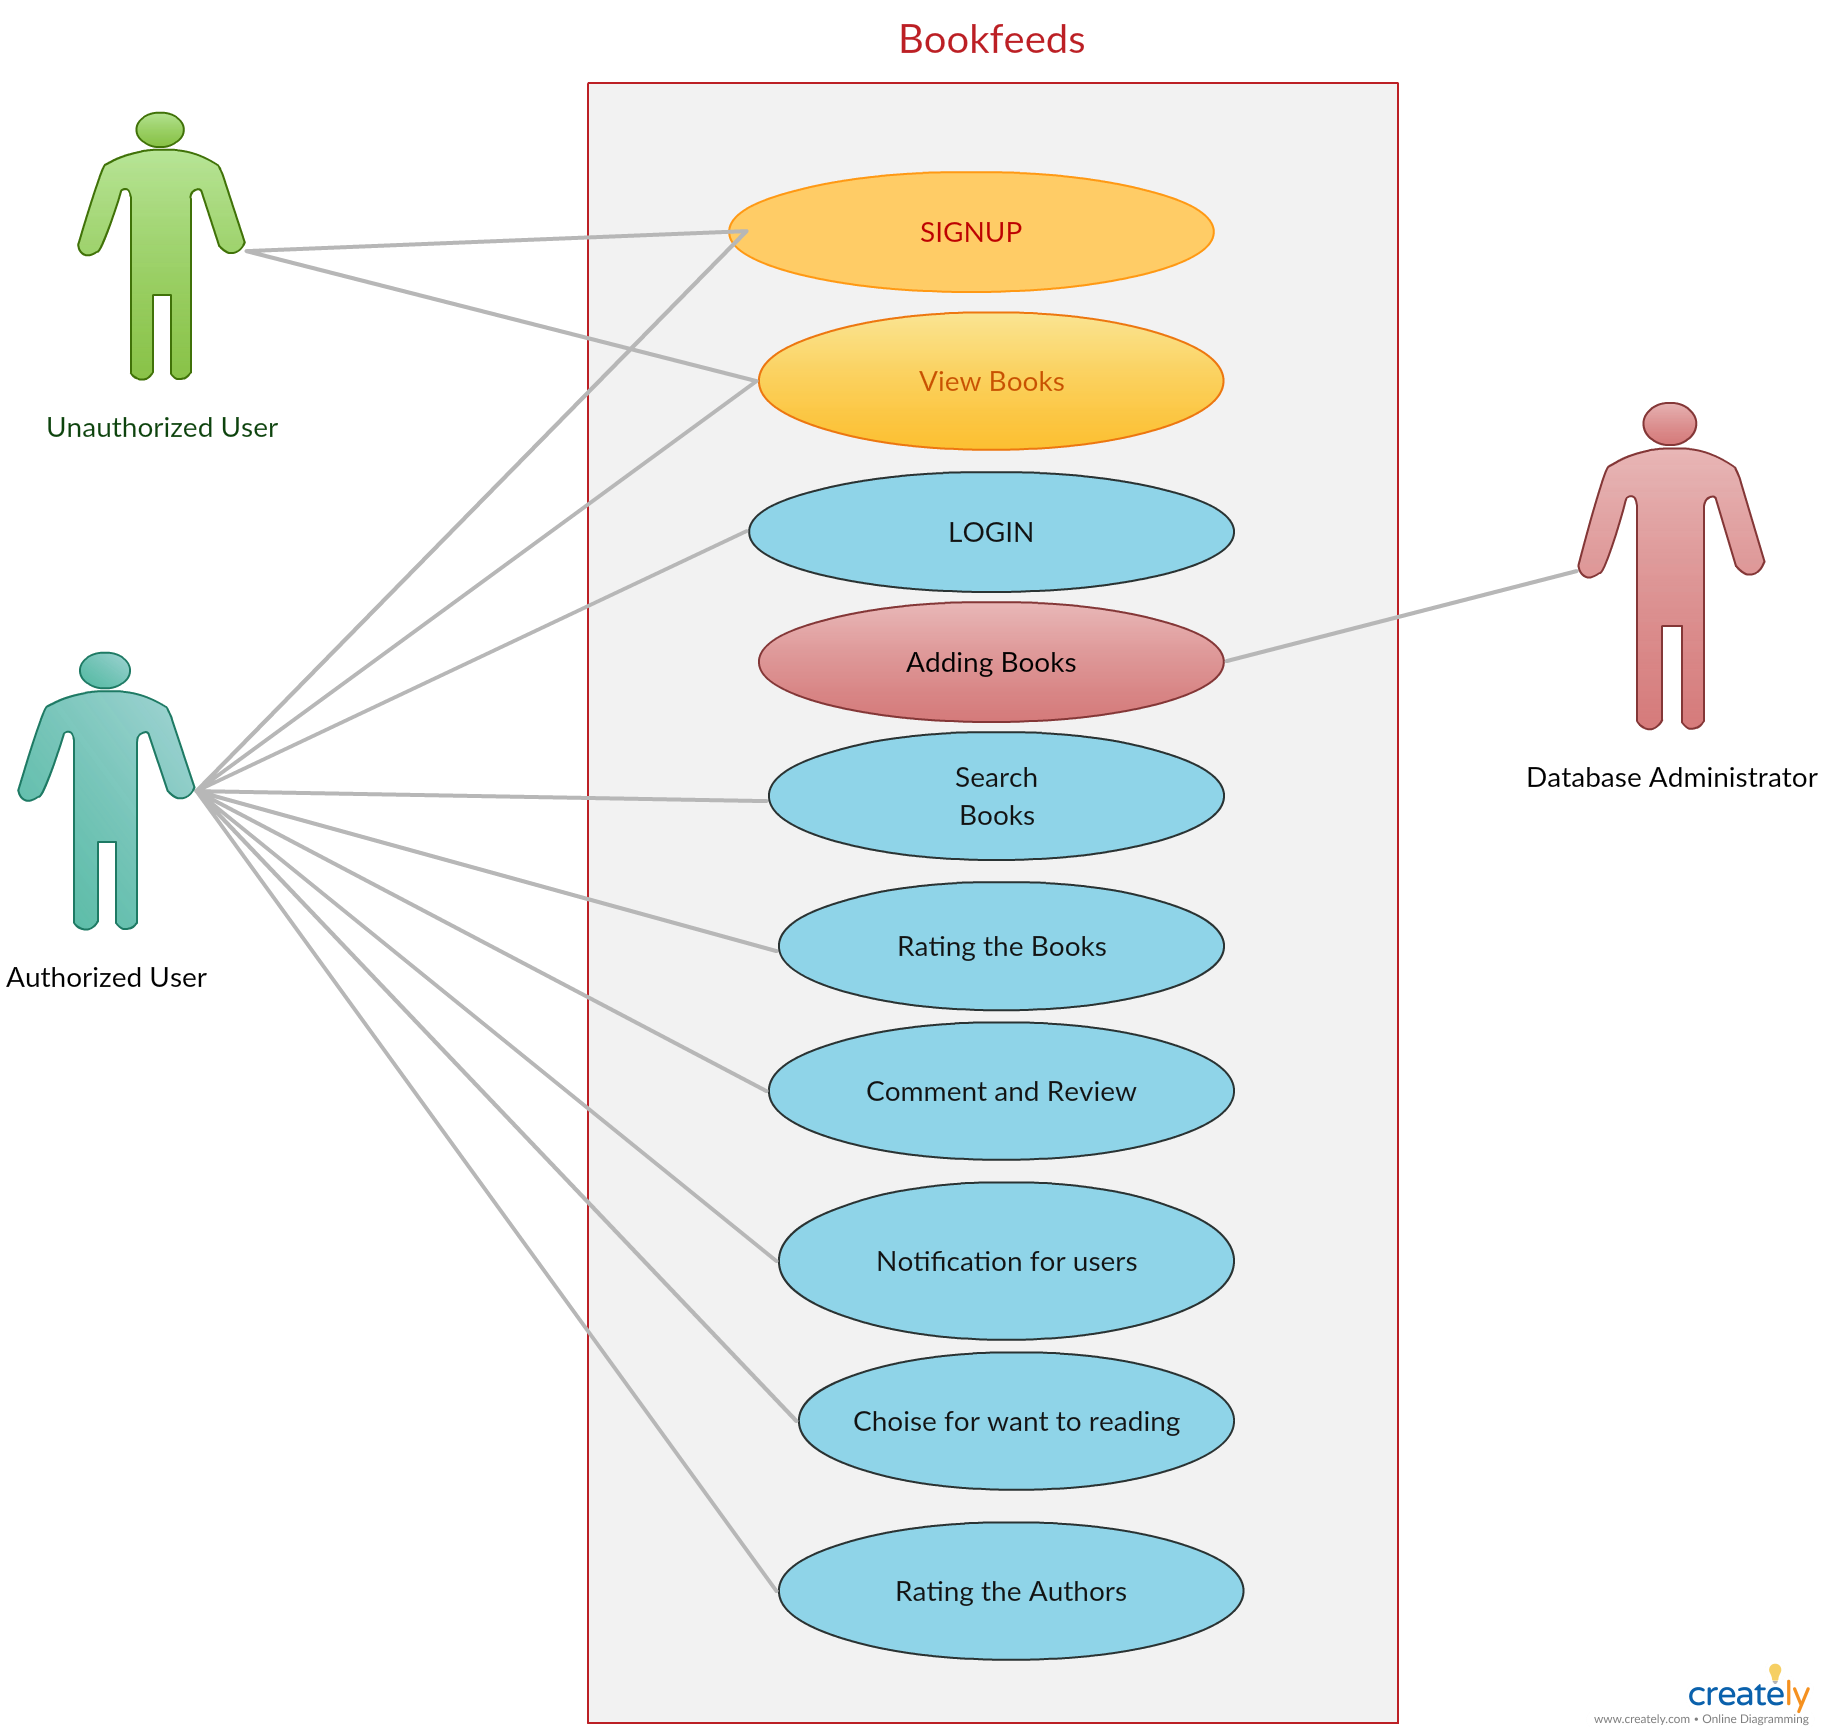 Bookfeeds
SIGNUP
View Books
Unauthorized User
LOGIN
Adding Books
Database Administrator
Search
Books
Rating the Books
Authorized User
Comment and Review
Notification for users
Choise for want to reading
Rating the Authors
creately
www.creately.com • Online Diagramming